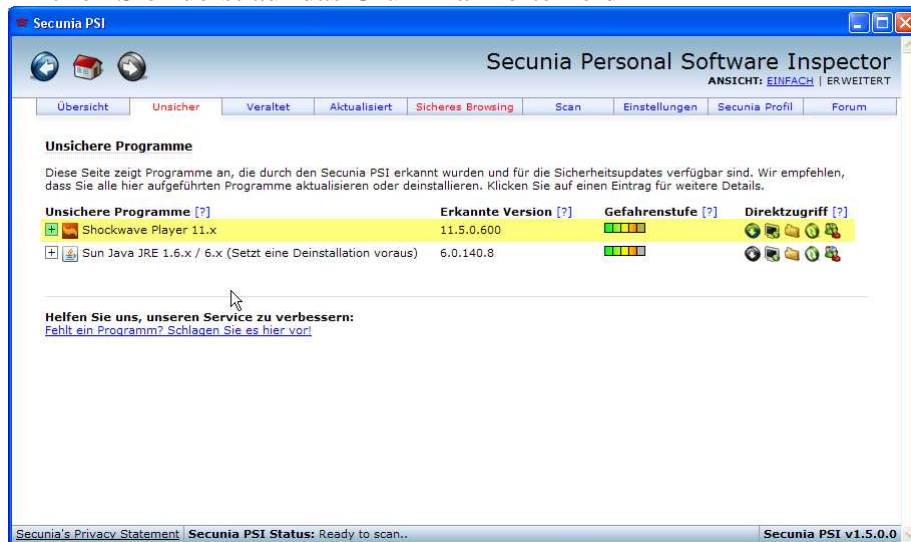 Secunia PSI
Secunia Personal Software Inspector
ANSICHT: EINFACH | ERWEITERT
Übersicht Unsicher Veraltet Aktualisiert Sicheres Browsing Scan Einstellungen Secunia Profil Forum
Unsichere Programme
Diese Seite zeigt Programme an, die durch den Secunia PSI erkannt wurden und für die Sicherheitsupdates verfügbar sind. Wir empfehlen,
dass Sie alle hier aufgeführten Programme aktualisieren oder deinstallieren. Klicken Sie auf einen Eintrag für weitere Details.
Unsichere Programme [?] Erkannte Version [?] Gefahrenstufe [?] Direktzugriff [?]
Shockwave Player 11.x 11.5.0.600
Sun Java JRE 1.6.x / 6.x (Setzt eine Deinstallation voraus) 6.0.140.8
Helfen Sie uns, unseren Service zu verbessern:
Fehlt ein Programm? Schlagen Sie es hier vor!
Secunia's Privacy Statement Secunia PSI Status: Ready to scan.. Secunia PSI v1.5.0.0